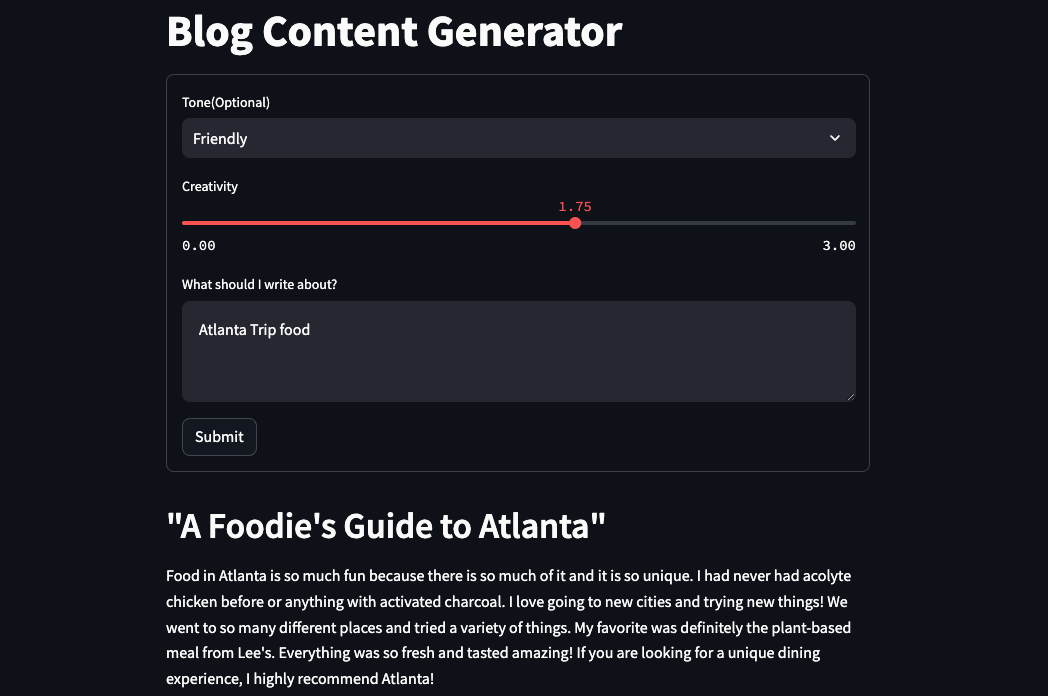 Blog Content Generator
Tone(Optional)
Friendly
Creativity
1.75
0.00 3.00
What should I write about?
Atlanta Trip food
Submit
"A Foodie's Guide to Atlanta"
Food in Atlanta is so much fun because there is so much of it and it is so unique. I had never had acolyte
chicken before or anything with activated charcoal. I love going to new cities and trying new things! We
went to so many different places and tried a variety of things. My favorite was definitely the plant-based
meal from Lee's. Everything was so fresh and tasted amazing! If you are looking for a unique dining
experience, I highly recommend Atlanta!